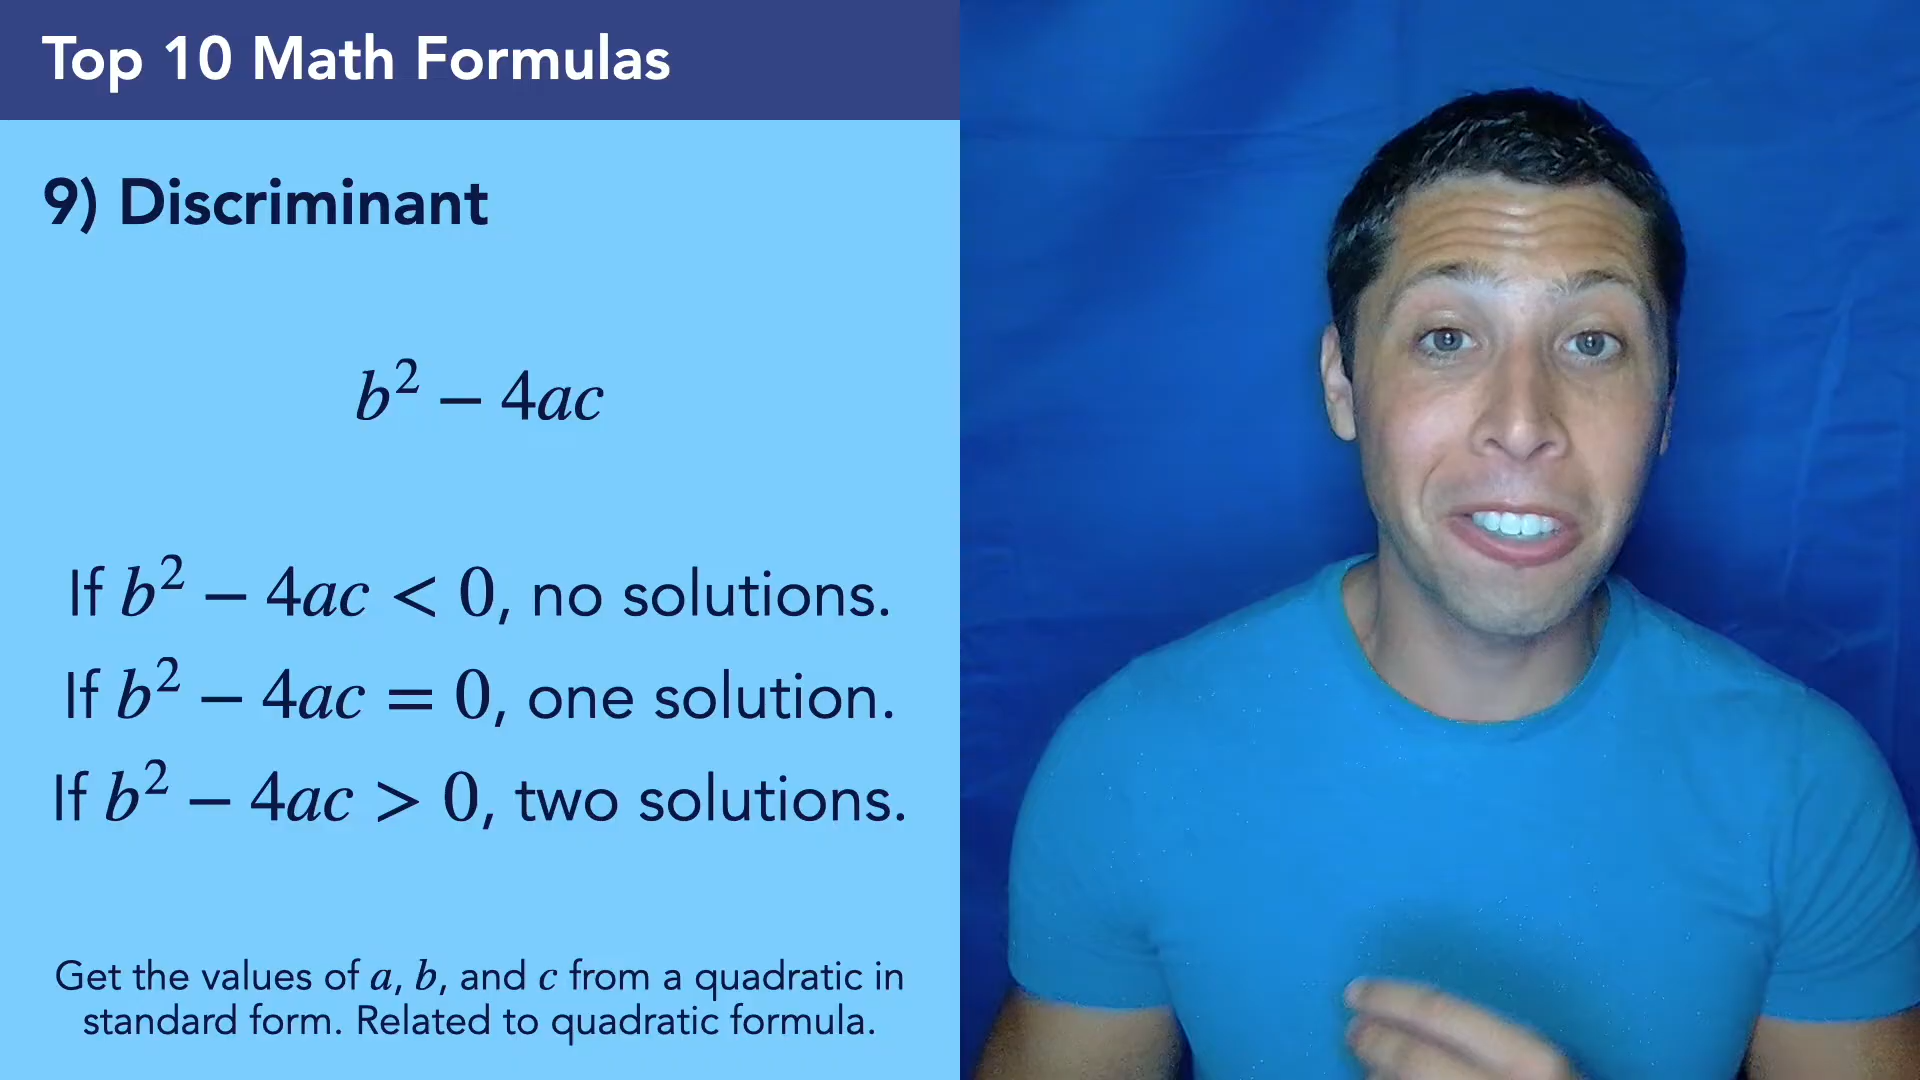 Top 10 Math Formulas
9) Discriminant
b² − 4ac
If b² − 4ac < 0, no solutions.
If b² − 4ac = 0, one solution.
If b² − 4ac > 0, two solutions.
Get the values of a, b, and c from a quadratic in
standard form. Related to quadratic formula.